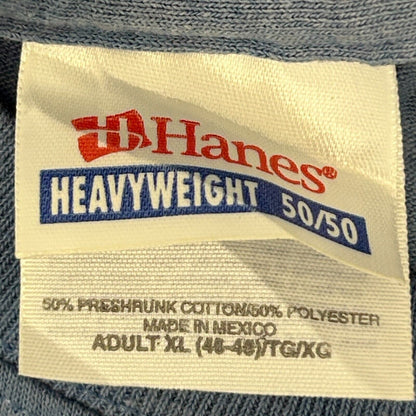 Hanes®
HEAVYWEIGHT 50/50
50% PRESHRUNK COTTON/50% POLYESTER
MADE IN MEXICO
ADULT XL (46-48)/TG/XG